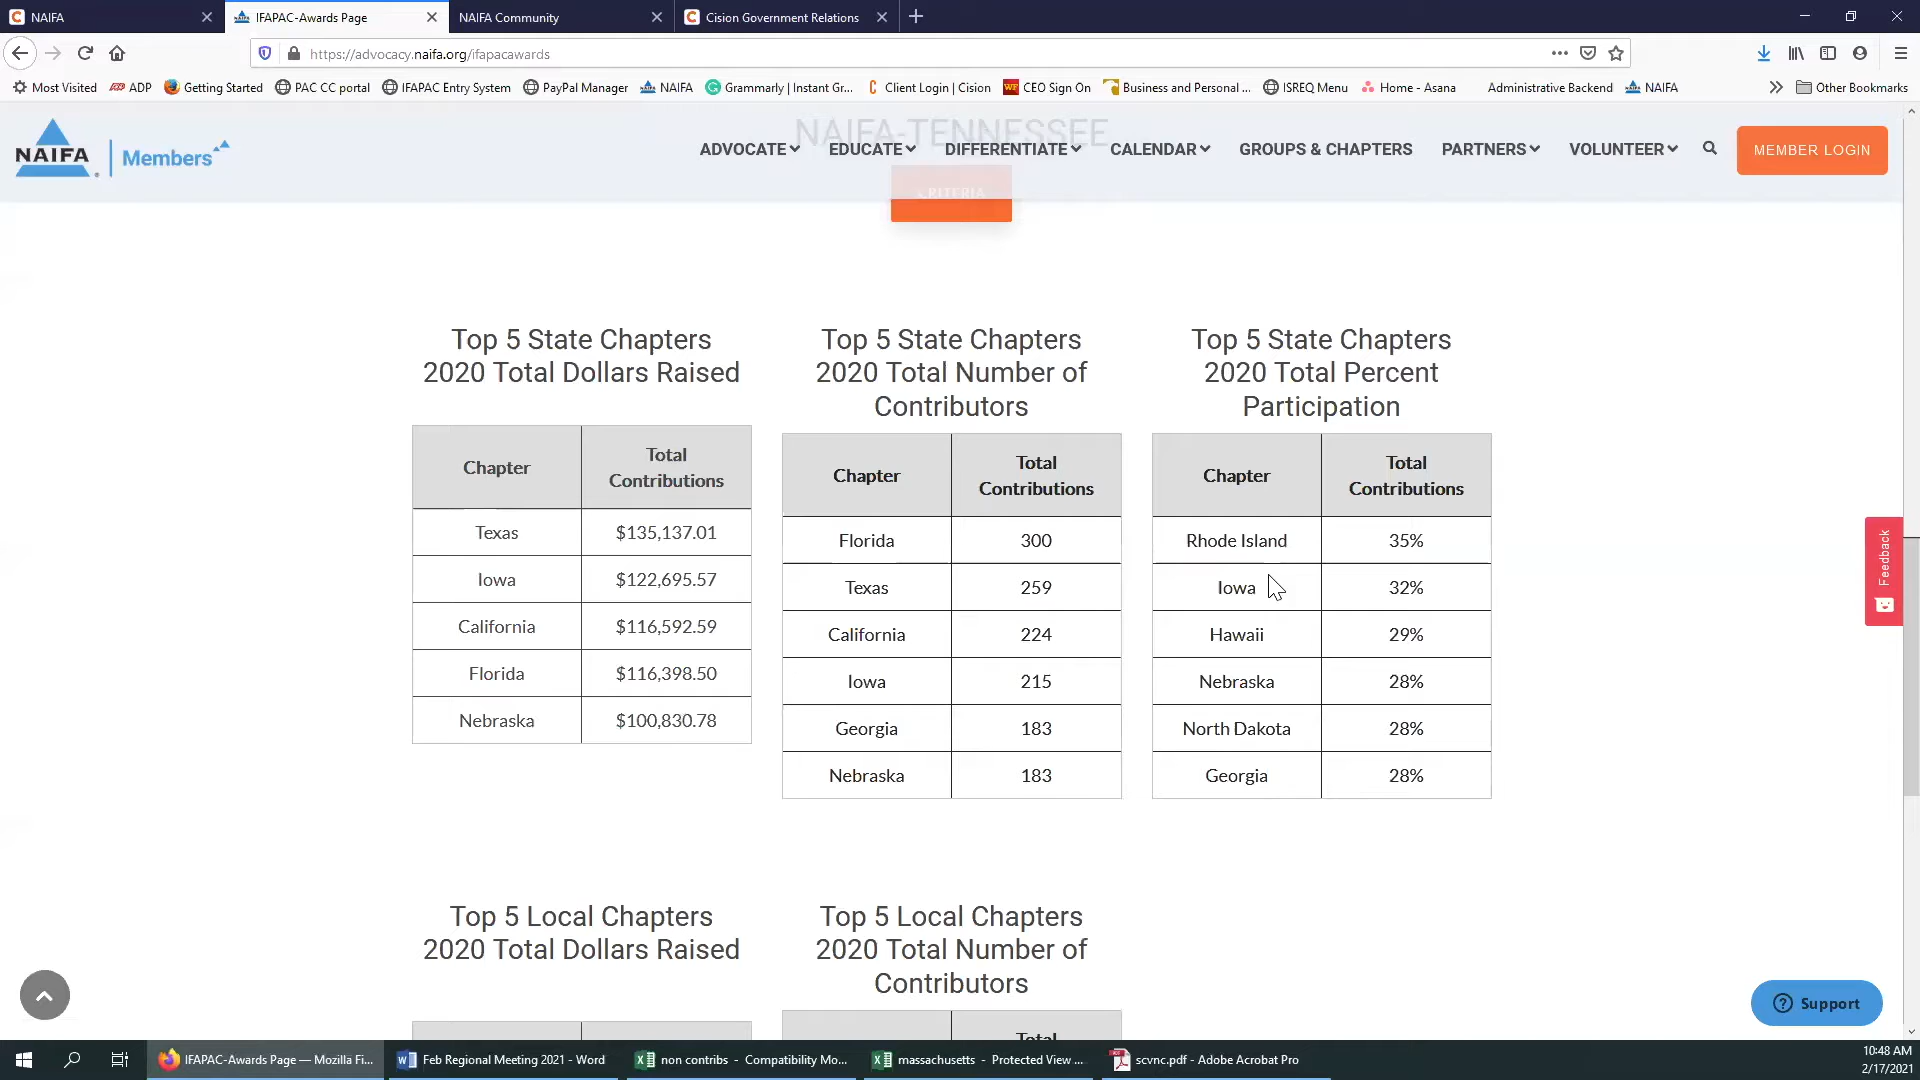 NAIFA
IFAPAC-Awards Page
NAIFA Community
Cision Government Relations
https://advocacy.naifa.org/ifapacawards
Most Visited
ADP
Getting Started
PAC CC portal
IFAPAC Entry System
PayPal Manager
NAIFA
Grammarly | Instant Gr...
Client Login | Cision
CEO Sign On
Business and Personal ...
ISREQ Menu
Home - Asana
Administrative Backend
NAIFA
Other Bookmarks
NAIFA-TENNESSEE
NAIFA
Members
ADVOCATE
EDUCATE
DIFFERENTIATE
CALENDAR
GROUPS & CHAPTERS
PARTNERS
VOLUNTEER
MEMBER LOGIN
Top 5 State Chapters
2020 Total Dollars Raised
Chapter
Total
Contributions
Texas $135,137.01
Iowa $122,695.57
California $116,592.59
Florida $116,398.50
Nebraska $100,830.78
Top 5 State Chapters
2020 Total Number of
Contributors
Chapter
Total
Contributions
Florida 300
Texas 259
California 224
Iowa 215
Georgia 183
Nebraska 183
Top 5 State Chapters
2020 Total Percent
Participation
Chapter
Total
Contributions
Rhode Island 35%
Iowa 32%
Hawaii 29%
Nebraska 28%
North Dakota 28%
Georgia 28%
Feedback
Top 5 Local Chapters
2020 Total Dollars Raised
Top 5 Local Chapters
2020 Total Number of
Contributors
Total
Support
IFAPAC-Awards Page — Mozilla Fi...
Feb Regional Meeting 2021 - Word
non contribs - Compatibility Mo...
massachusetts - Protected View ...
scvnc.pdf - Adobe Acrobat Pro
10:48 AM
2/17/2021